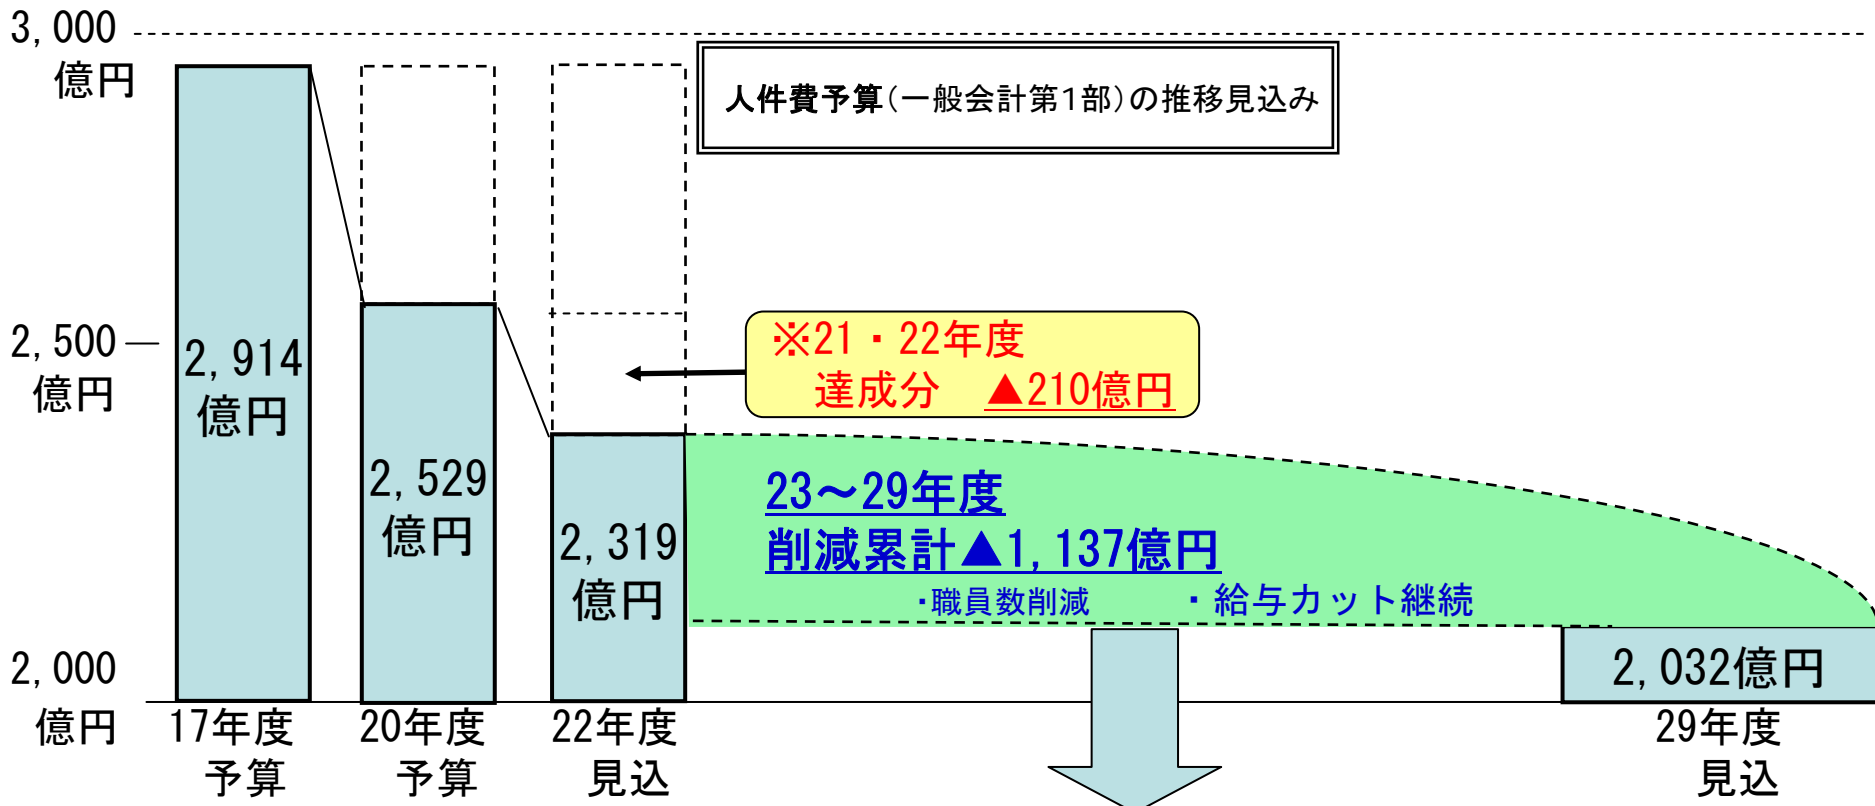 3,000
億円
人件費予算（一般会計第1部）の推移見込み
2,500
億円
2,914
億円
※21・22年度
達成分　▲210億円
2,529
億円
2,319
億円
23～29年度
削減累計▲1,137億円
・職員数削減　・給与カット継続
2,000
億円
2,032億円
17年度
予算
20年度
予算
22年度
見込
29年度
見込